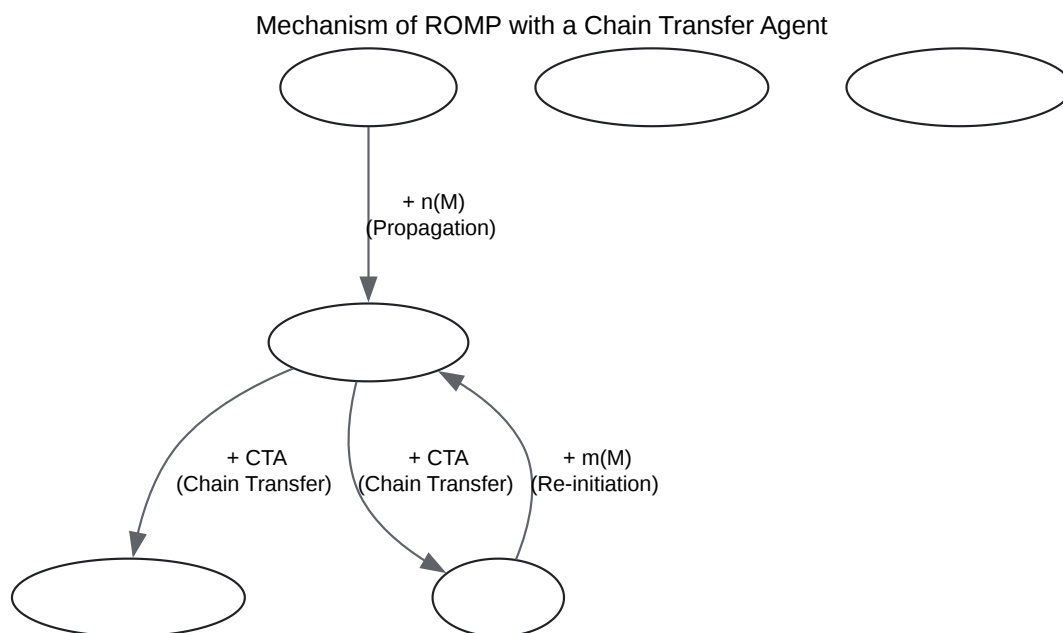 Mechanism of ROMP with a Chain Transfer Agent
+ n(M)
(Propagation)
+ CTA
(Chain Transfer)
+ CTA
(Chain Transfer)
+ m(M)
(Re-initiation)